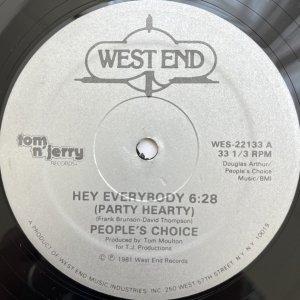 WEST END
tom n' jerry
RECORDS
WES-22133 A
33 1/3 RPM
Douglas Arthur/
People's Choice
Music/BMI
HEY EVERYBODY 6:28
(PARTY HEARTY)
(Frank Brunson-David Thompson)
PEOPLE'S CHOICE
Produced by Tom Moulton
for T.J. Productions
℗ © 1981 West End Records
A PRODUCT OF WEST END MUSIC INDUSTRIES, INC. 250 WEST 57TH STREET, N.Y., N.Y. 10019